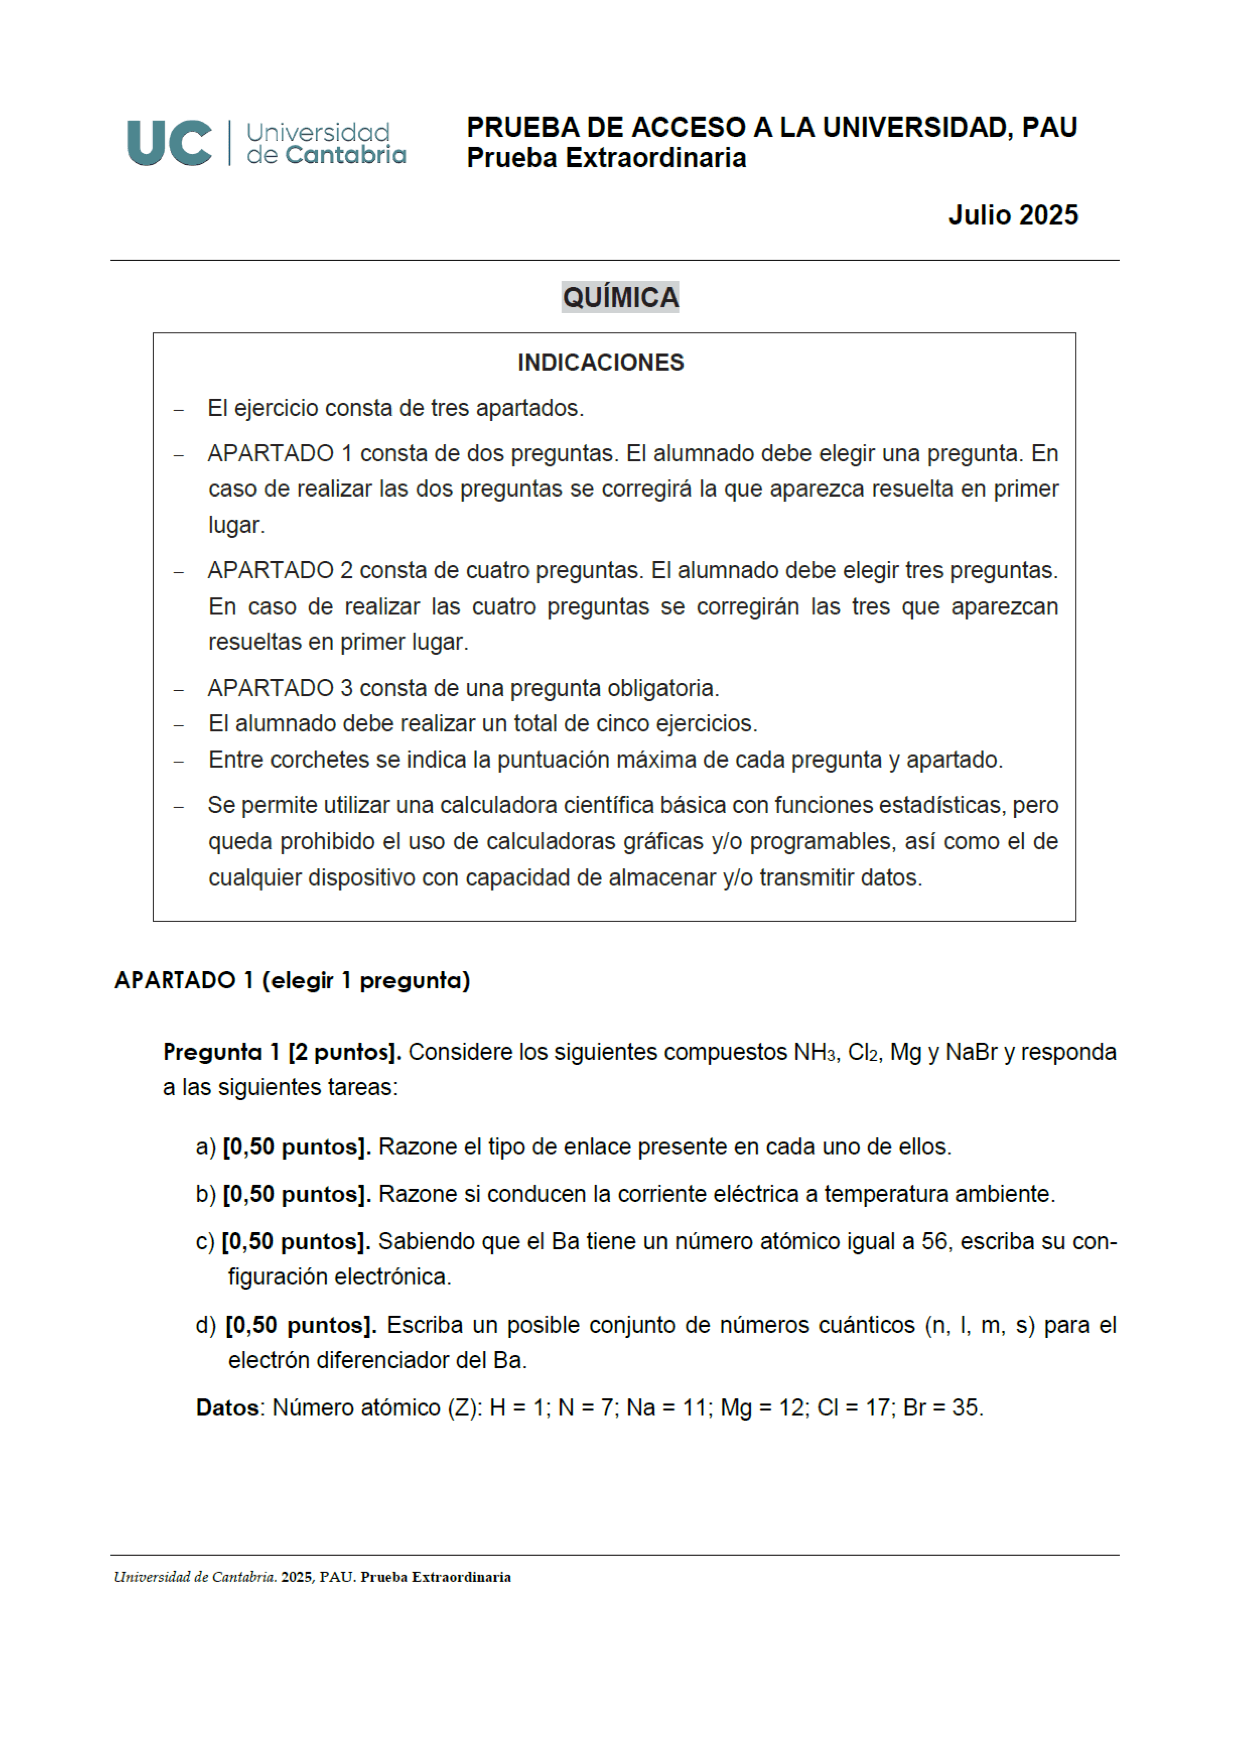 UC | Universidad de Cantabria
PRUEBA DE ACCESO A LA UNIVERSIDAD, PAU
Prueba Extraordinaria
Julio 2025
QUÍMICA
INDICACIONES
– El ejercicio consta de tres apartados.
– APARTADO 1 consta de dos preguntas. El alumnado debe elegir una pregunta. En
caso de realizar las dos preguntas se corregirá la que aparezca resuelta en primer
lugar.
– APARTADO 2 consta de cuatro preguntas. El alumnado debe elegir tres preguntas.
En caso de realizar las cuatro preguntas se corregirán las tres que aparezcan
resueltas en primer lugar.
– APARTADO 3 consta de una pregunta obligatoria.
– El alumnado debe realizar un total de cinco ejercicios.
– Entre corchetes se indica la puntuación máxima de cada pregunta y apartado.
– Se permite utilizar una calculadora científica básica con funciones estadísticas, pero
queda prohibido el uso de calculadoras gráficas y/o programables, así como el de
cualquier dispositivo con capacidad de almacenar y/o transmitir datos.
APARTADO 1 (elegir 1 pregunta)
Pregunta 1 [2 puntos]. Considere los siguientes compuestos NH₃, Cl₂, Mg y NaBr y responda
a las siguientes tareas:
a) [0,50 puntos]. Razone el tipo de enlace presente en cada uno de ellos.
b) [0,50 puntos]. Razone si conducen la corriente eléctrica a temperatura ambiente.
c) [0,50 puntos]. Sabiendo que el Ba tiene un número atómico igual a 56, escriba su con-
figuración electrónica.
d) [0,50 puntos]. Escriba un posible conjunto de números cuánticos (n, l, m, s) para el
electrón diferenciador del Ba.
Datos: Número atómico (Z): H = 1; N = 7; Na = 11; Mg = 12; Cl = 17; Br = 35.
Universidad de Cantabria. 2025, PAU. Prueba Extraordinaria